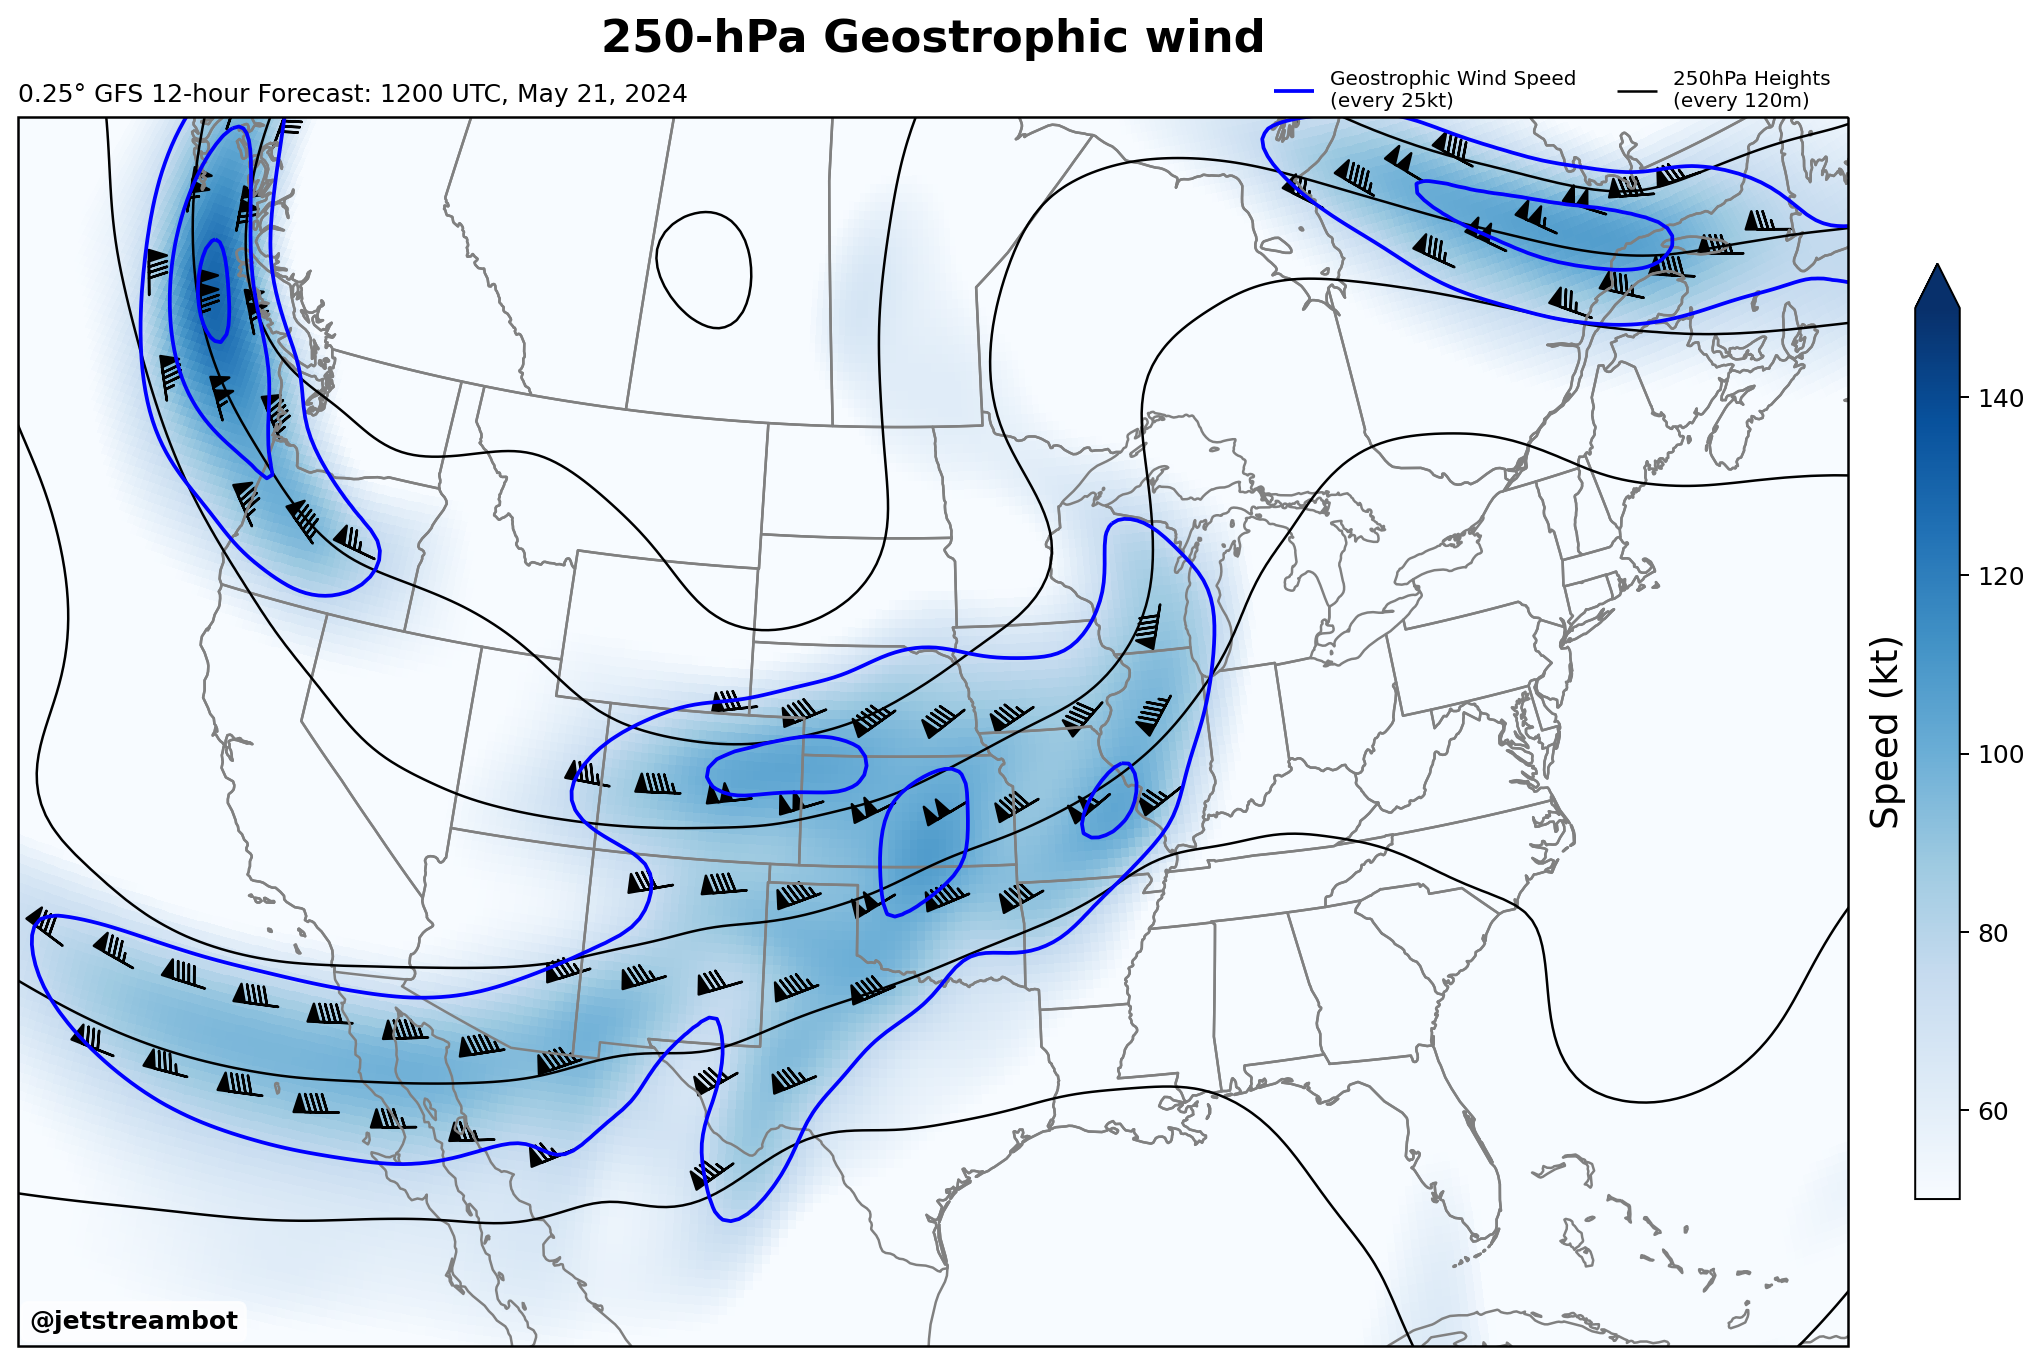 250-hPa Geostrophic wind
0.25° GFS 12-hour Forecast: 1200 UTC, May 21, 2024
Geostrophic Wind Speed
(every 25kt)
250hPa Heights
(every 120m)
140
120
100
80
60
Speed (kt)
@jetstreambot